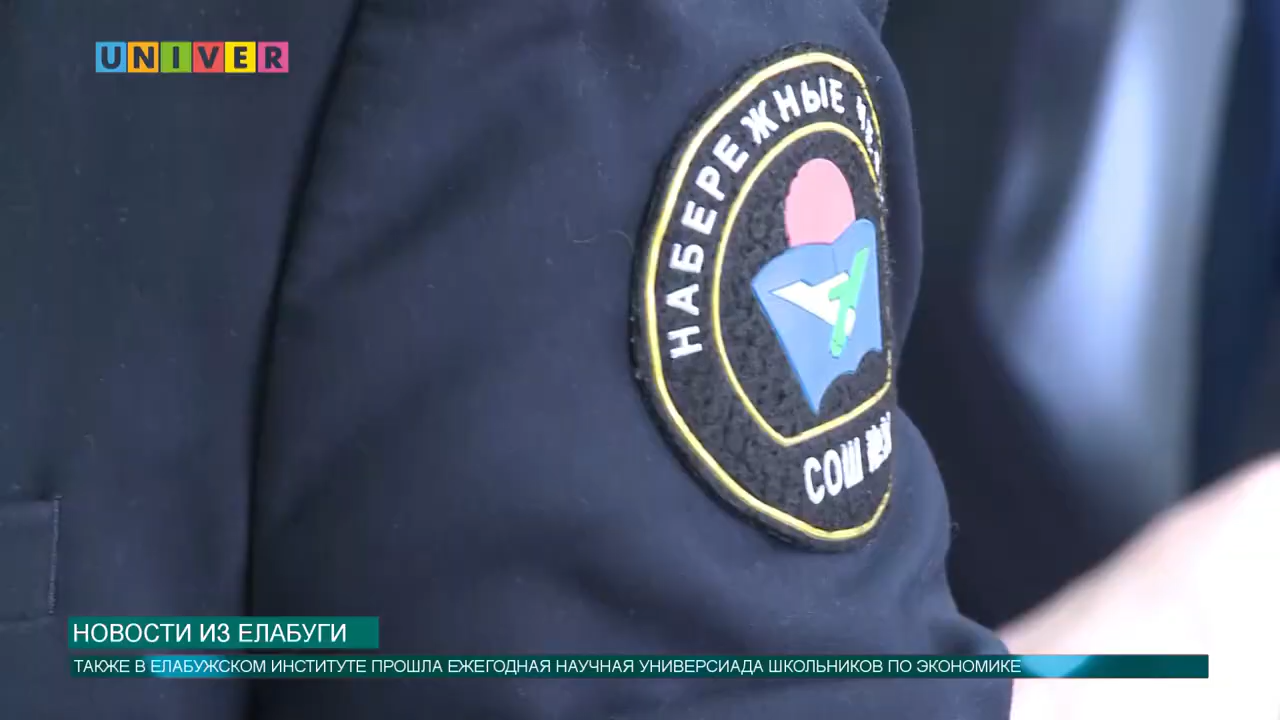 UNIVER
НАБЕРЕЖНЫЕ
СОШ
НОВОСТИ ИЗ ЕЛАБУГИ
ТАКЖЕ В ЕЛАБУЖСКОМ ИНСТИТУТЕ ПРОШЛА ЕЖЕГОДНАЯ НАУЧНАЯ УНИВЕРСИАДА ШКОЛЬНИКОВ ПО ЭКОНОМИКЕ